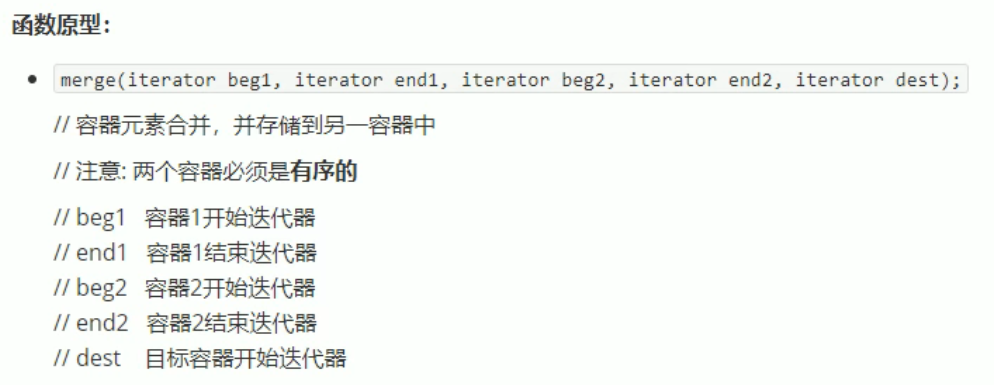 函数原型：
• merge(iterator beg1, iterator end1, iterator beg2, iterator end2, iterator dest);
// 容器元素合并，并存储到另一容器中
// 注意: 两个容器必须是有序的
// beg1 容器1开始迭代器
// end1 容器1结束迭代器
// beg2 容器2开始迭代器
// end2 容器2结束迭代器
// dest 目标容器开始迭代器